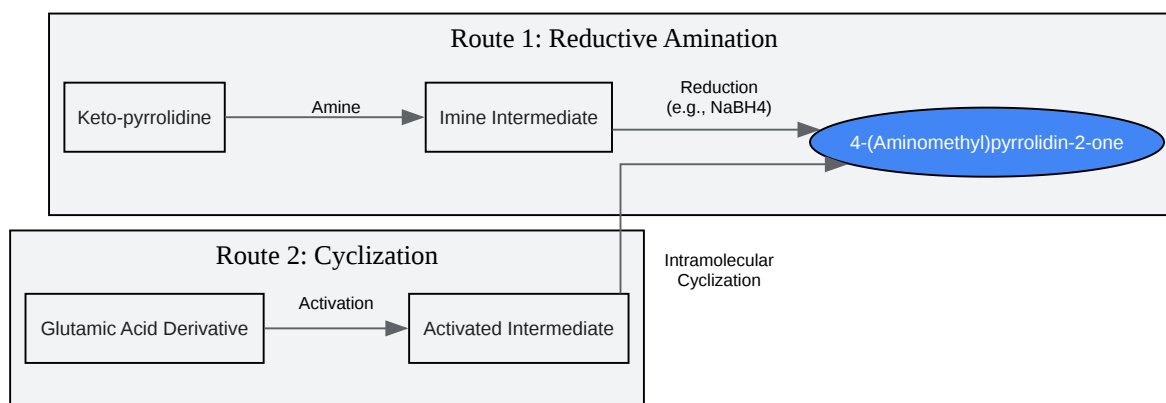 Route 1: Reductive Amination
Keto-pyrrolidine
Amine
Imine Intermediate
Reduction
(e.g., NaBH4)
4-(Aminomethyl)pyrrolidin-2-one
Route 2: Cyclization
Glutamic Acid Derivative
Activation
Activated Intermediate
Intramolecular
Cyclization